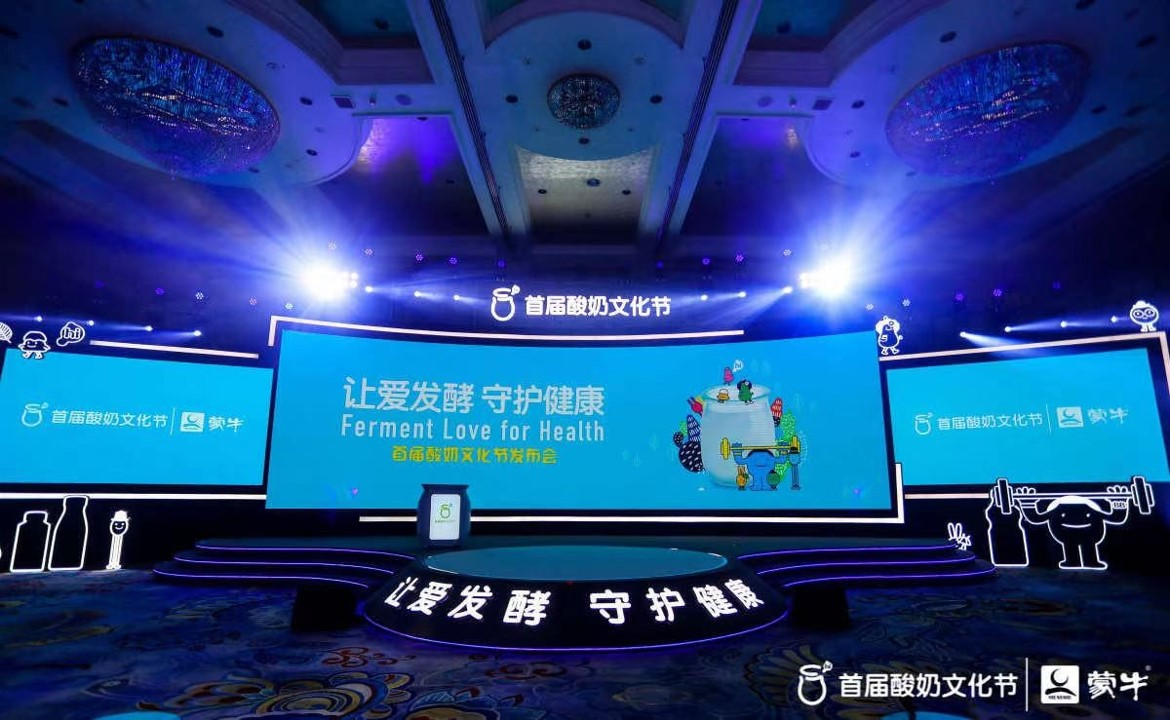 首届酸奶文化节
hi
首届酸奶文化节 蒙牛
让爱发酵 守护健康
Ferment Love for Health
首届酸奶文化节发布会
hi
首届酸奶文化节 蒙牛
让爱发酵 守护健康
首届酸奶文化节 蒙牛